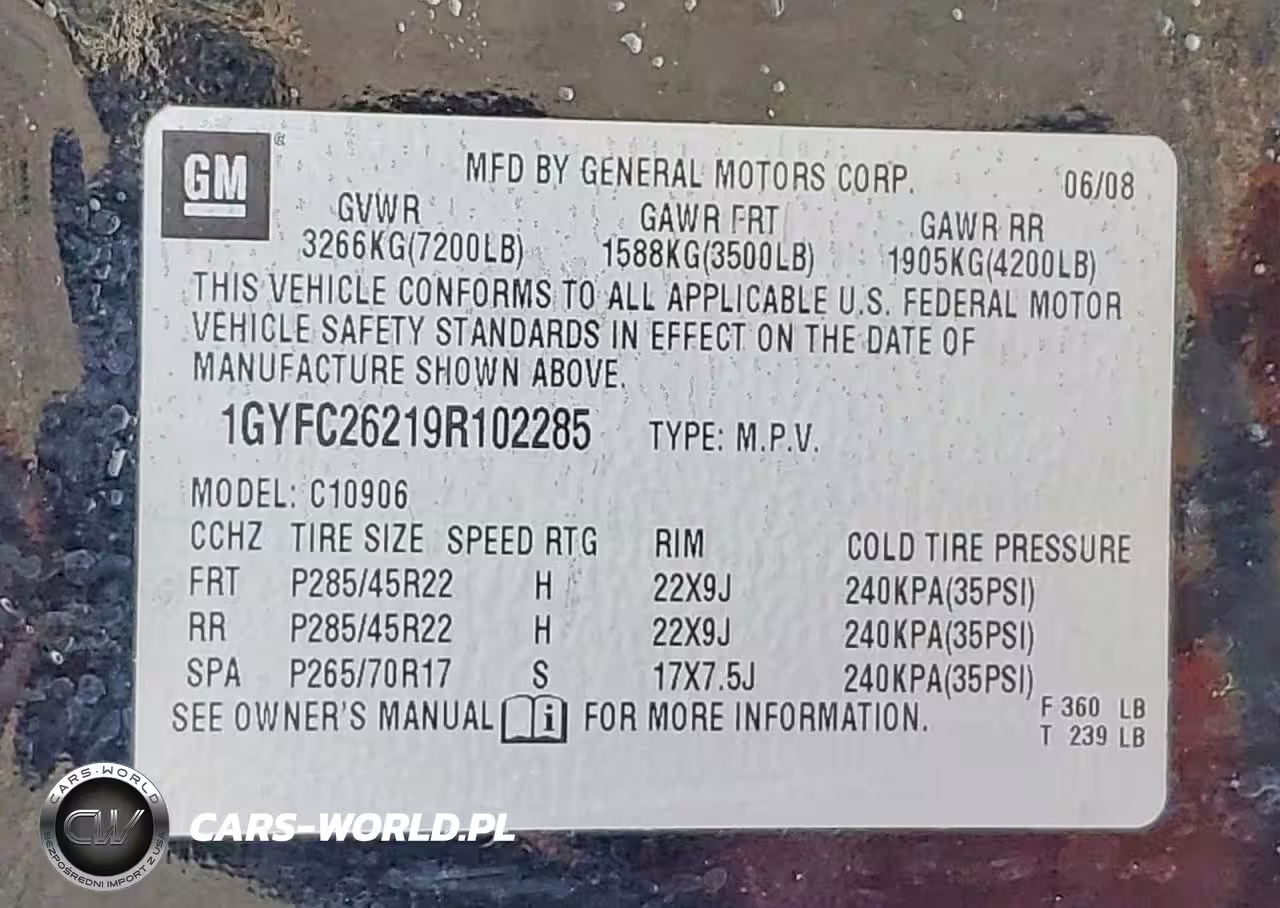 GM ®
MFD BY GENERAL MOTORS CORP. 06/08
GVWR GAWR FRT GAWR RR
3266KG(7200LB) 1588KG(3500LB) 1905KG(4200LB)
THIS VEHICLE CONFORMS TO ALL APPLICABLE U.S. FEDERAL MOTOR
VEHICLE SAFETY STANDARDS IN EFFECT ON THE DATE OF
MANUFACTURE SHOWN ABOVE.
1GYFC26219R102285 TYPE: M.P.V.
MODEL: C10906
CCHZ TIRE SIZE SPEED RTG RIM COLD TIRE PRESSURE
FRT P285/45R22 H 22X9J 240KPA(35PSI)
RR P285/45R22 H 22X9J 240KPA(35PSI)
SPA P265/70R17 S 17X7.5J 240KPA(35PSI)
SEE OWNER'S MANUAL i FOR MORE INFORMATION.
F 360 LB
T 239 LB
CARS-WORLD
CW
BEZPOŚREDNI IMPORT Z USA
CARS-WORLD.PL